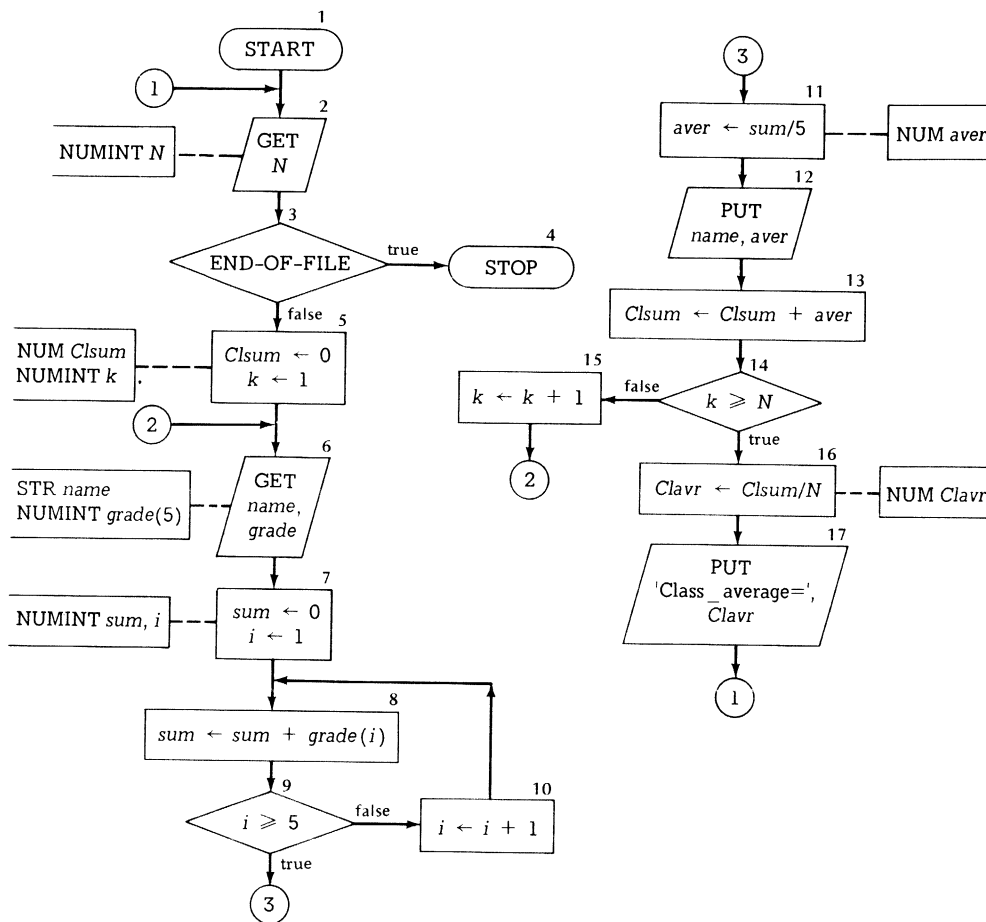 1
START
1
2
NUMINT N
GET
N
3
END-OF-FILE
true
4
STOP
false
5
NUM Clsum
NUMINT k .
Clsum ← 0
k ← 1
2
6
STR name
NUMINT grade(5)
GET
name,
grade
7
NUMINT sum, i
sum ← 0
i ← 1
8
sum ← sum + grade(i)
9
i ⩾ 5
false
10
i ← i + 1
true
3
3
11
aver ← sum/5
NUM aver
12
PUT
name, aver
13
Clsum ← Clsum + aver
14
k ⩾ N
false
15
k ← k + 1
2
true
16
Clavr ← Clsum/N
NUM Clavr
17
PUT
'Class_average=',
Clavr
1